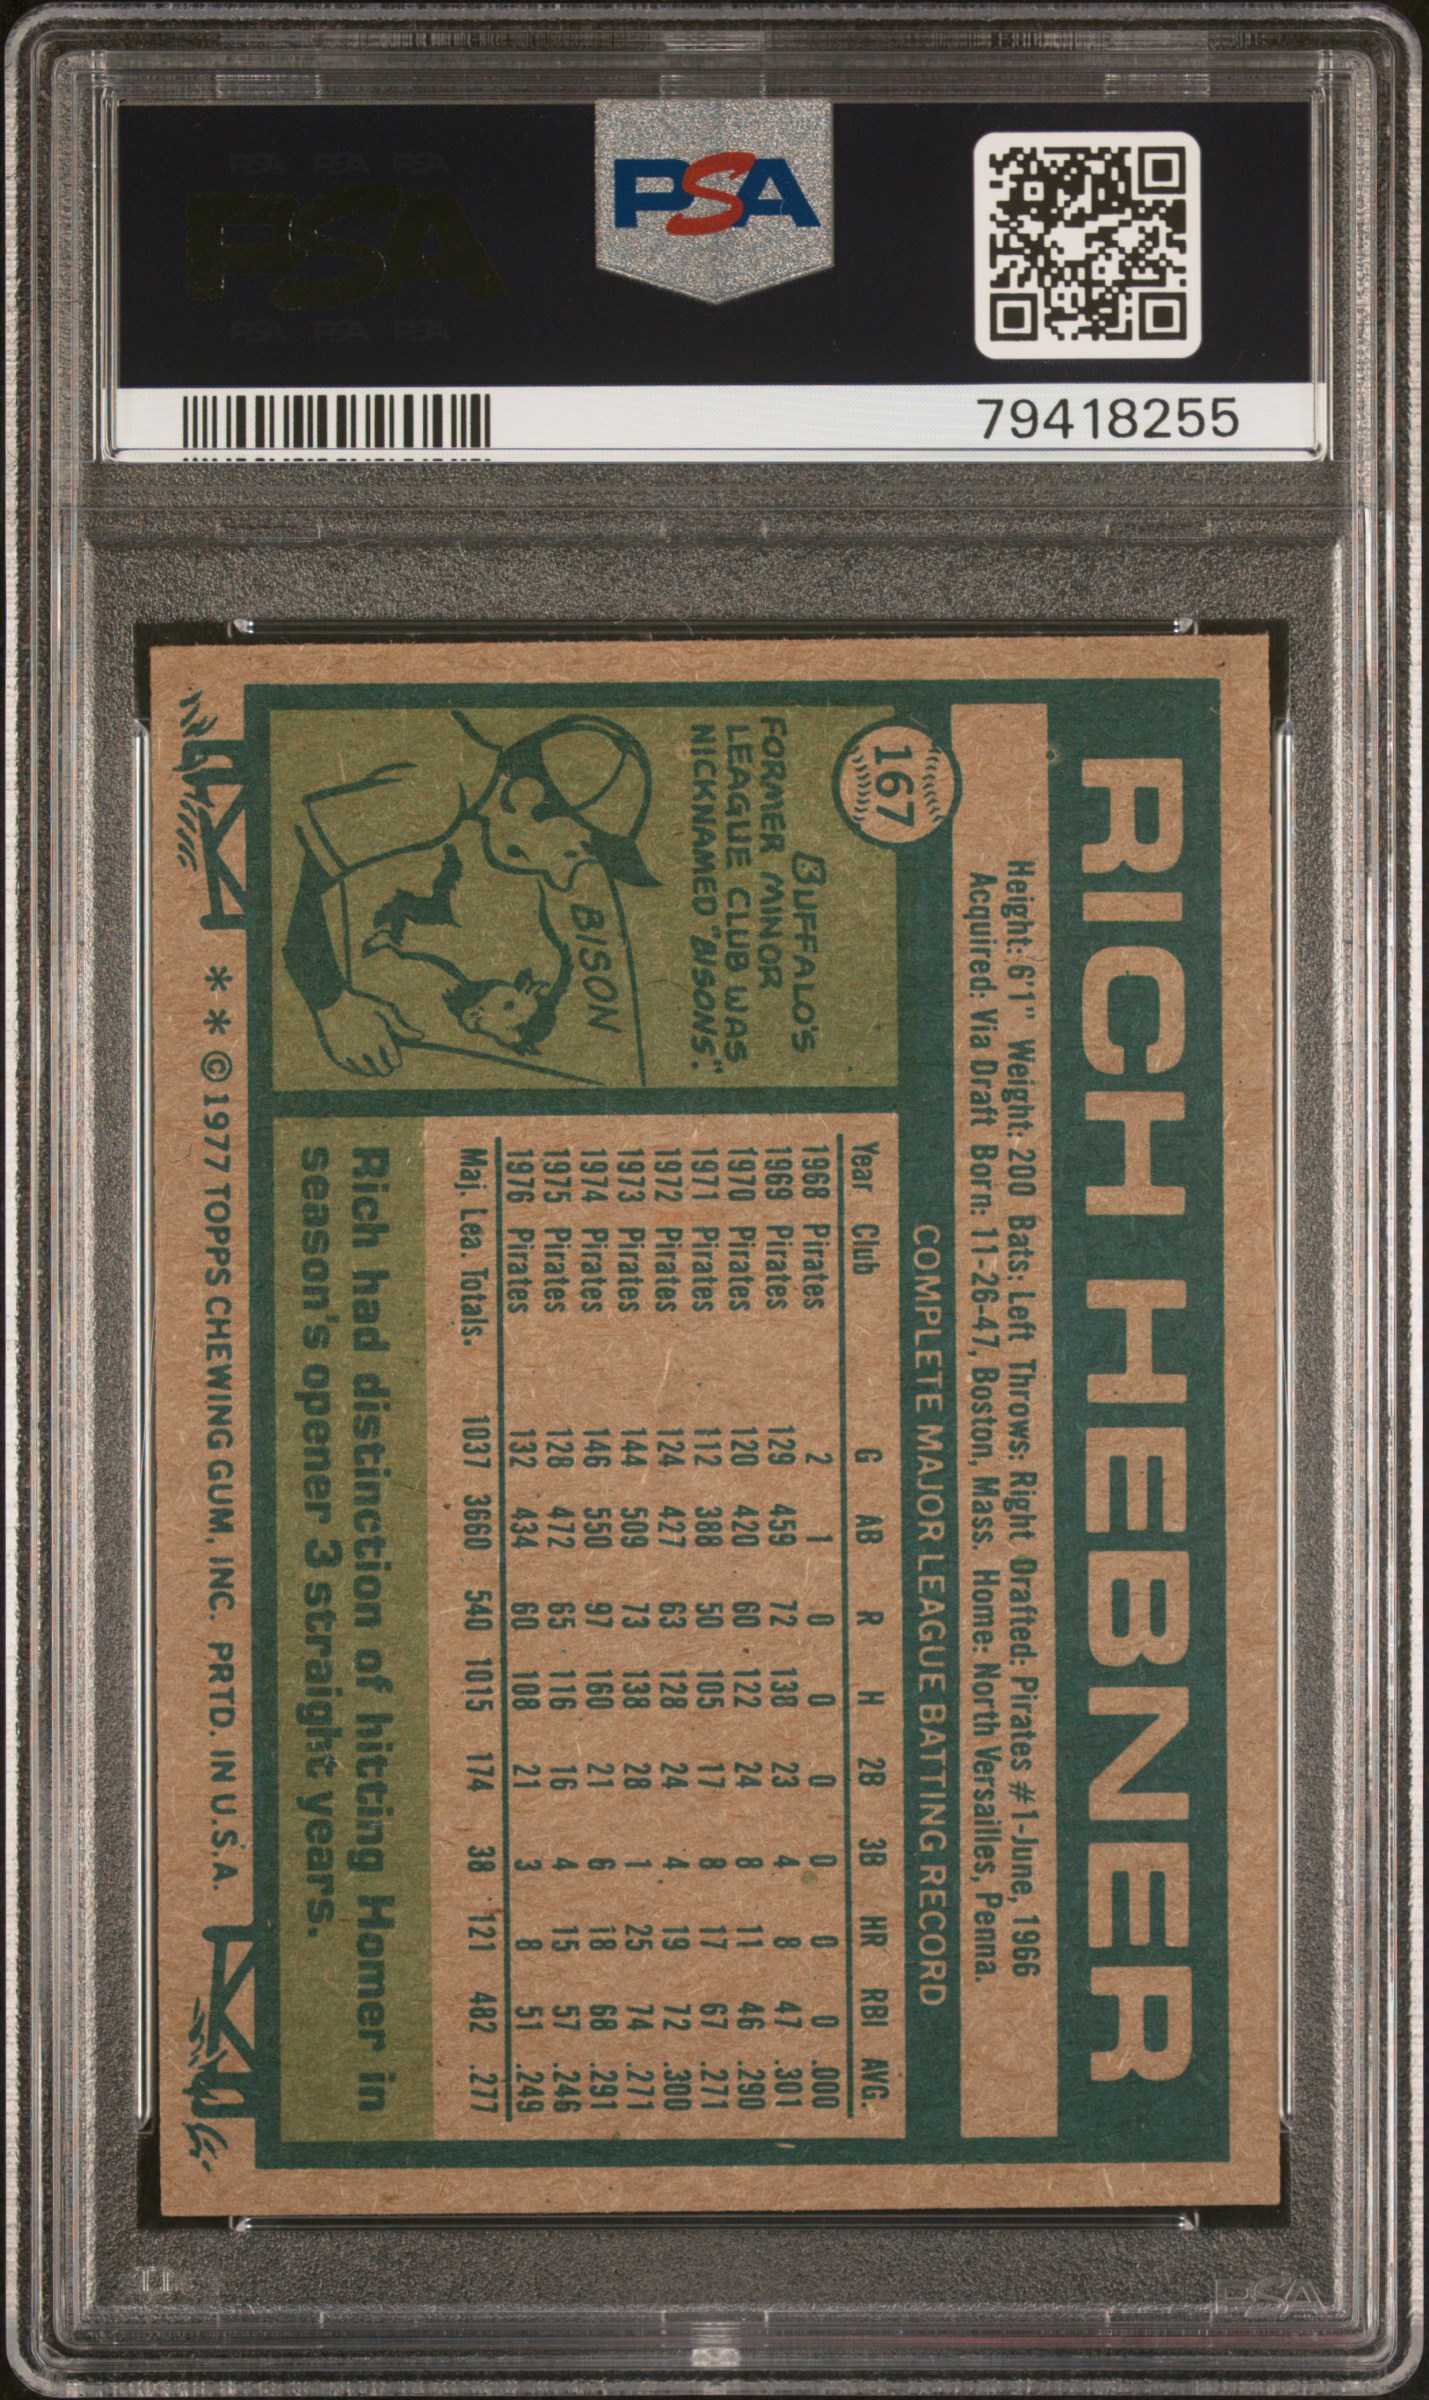 PSA PSA PSA
PSA
PSA PSA PSA
PSA
79418255
RICH HEBNER
Height: 6'1" Weight: 200 Bats: Left Throws: Right Drafted: Pirates #1-June, 1966
Acquired: Via Draft Born: 11-26-47, Boston, Mass. Home: North Versailles, Penna.
167
COMPLETE MAJOR LEAGUE BATTING RECORD
BUFFALO'S
FORMER MINOR
LEAGUE CLUB WAS
NICKNAMED "BISONS."
BISON
Year Club G AB R H 2B 3B HR RBI AVG.
1968 Pirates 2 1 0 0 0 0 0 0 .000
1969 Pirates 129 459 72 138 23 4 8 47 .301
1970 Pirates 120 420 60 122 24 8 11 46 .290
1971 Pirates 112 388 50 105 17 8 17 67 .271
1972 Pirates 124 427 63 128 24 4 19 72 .300
1973 Pirates 144 509 73 138 28 1 25 74 .271
1974 Pirates 146 550 97 160 21 6 18 68 .291
1975 Pirates 128 472 65 116 16 4 15 57 .246
1976 Pirates 132 434 60 108 21 3 8 51 .249
Maj. Lea. Totals. 1037 3660 540 1015 174 38 121 482 .277
Rich had distinction of hitting Homer in
season's opener 3 straight years.
* * © 1977 TOPPS CHEWING GUM, INC. PRTD. IN U.S.A.
PSA